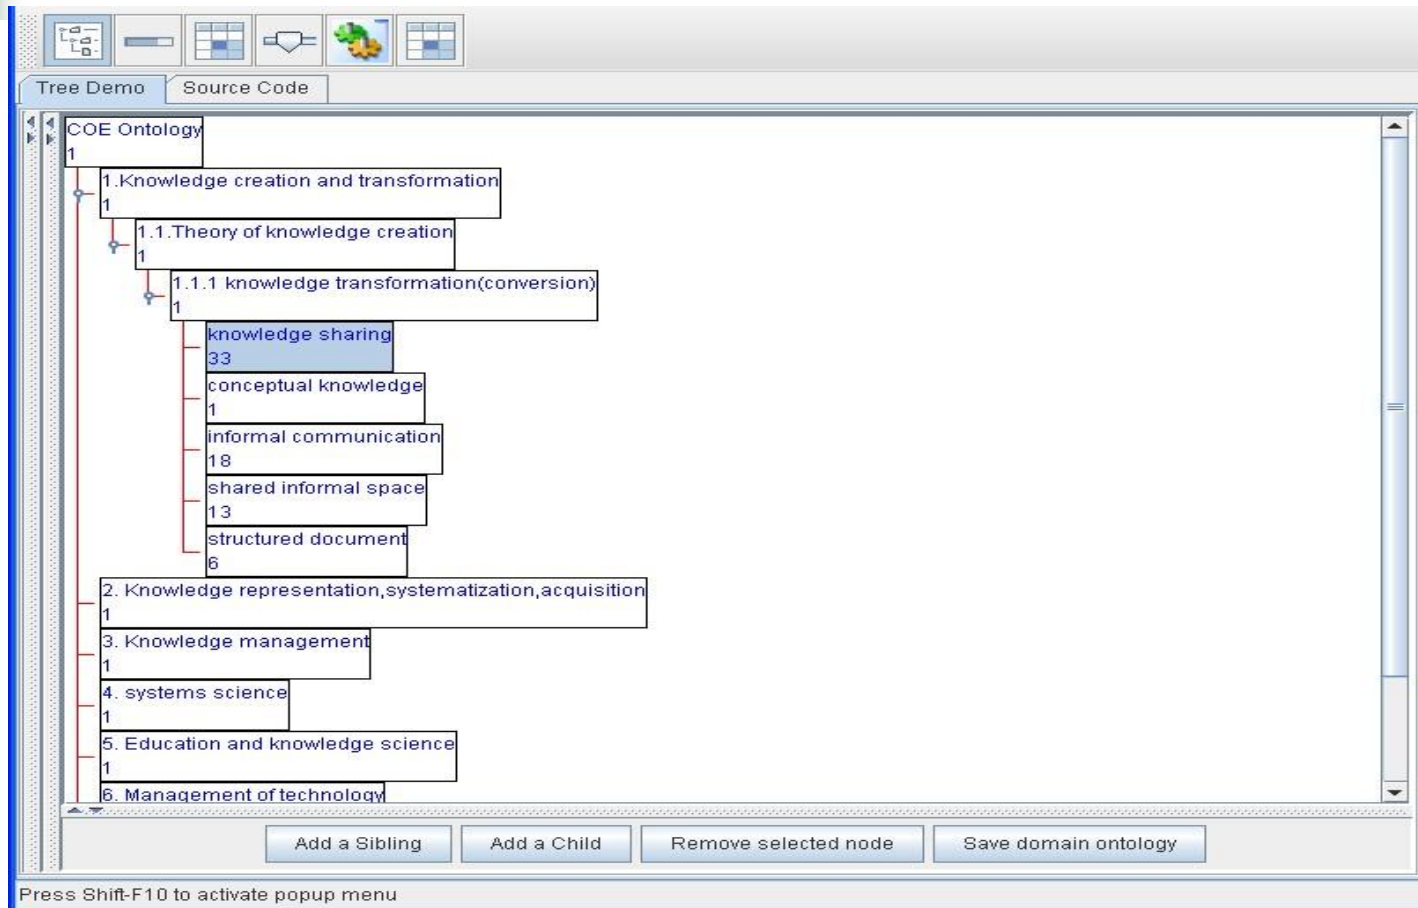 Tree Demo
Source Code
COE Ontology
1
1.Knowledge creation and transformation
1
1.1.Theory of knowledge creation
1
1.1.1 knowledge transformation(conversion)
1
knowledge sharing
33
conceptual knowledge
1
informal communication
18
shared informal space
13
structured document
6
2. Knowledge representation,systematization,acquisition
1
3. Knowledge management
1
4. systems science
1
5. Education and knowledge science
1
6. Management of technology
Add a Sibling
Add a Child
Remove selected node
Save domain ontology
Press Shift-F10 to activate popup menu